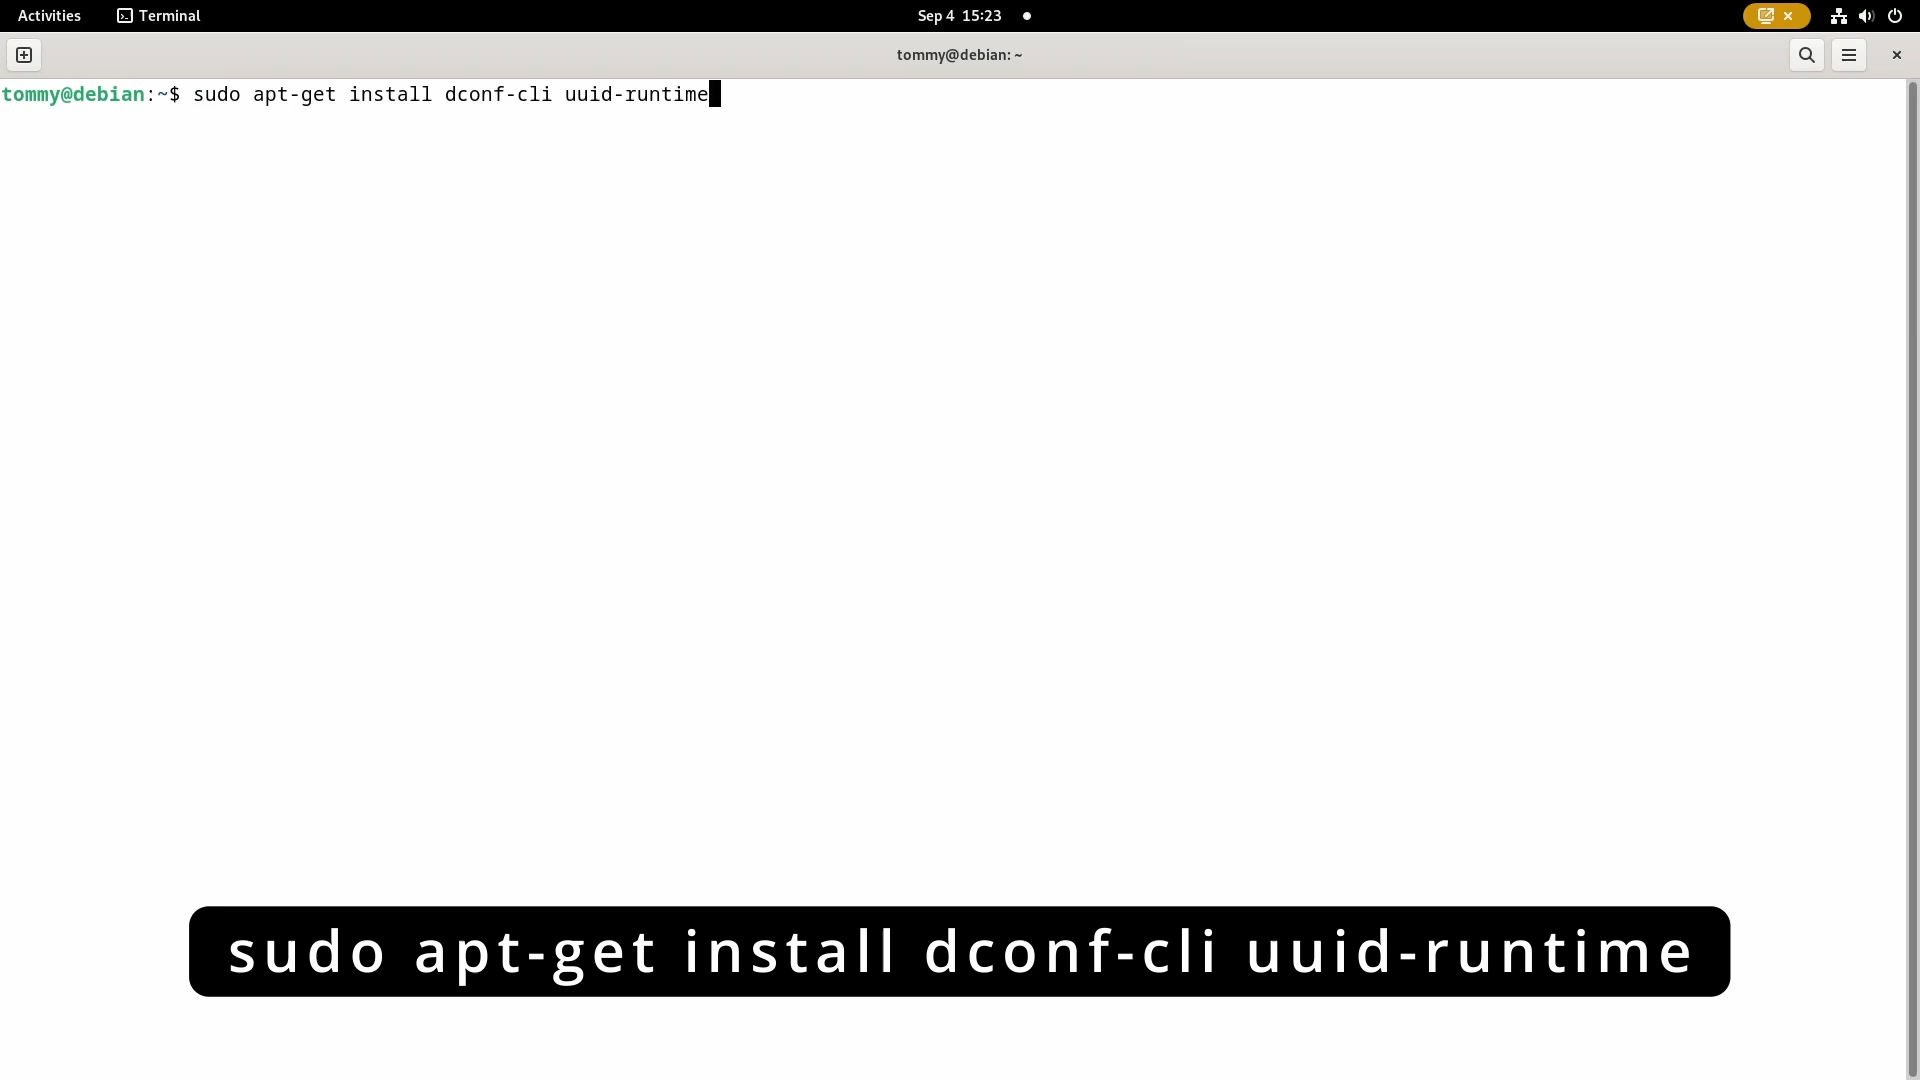 Activities Terminal Sep 4 15:23
tommy@debian: ~
tommy@debian:~$ sudo apt-get install dconf-cli uuid-runtime
sudo apt-get install dconf-cli uuid-runtime